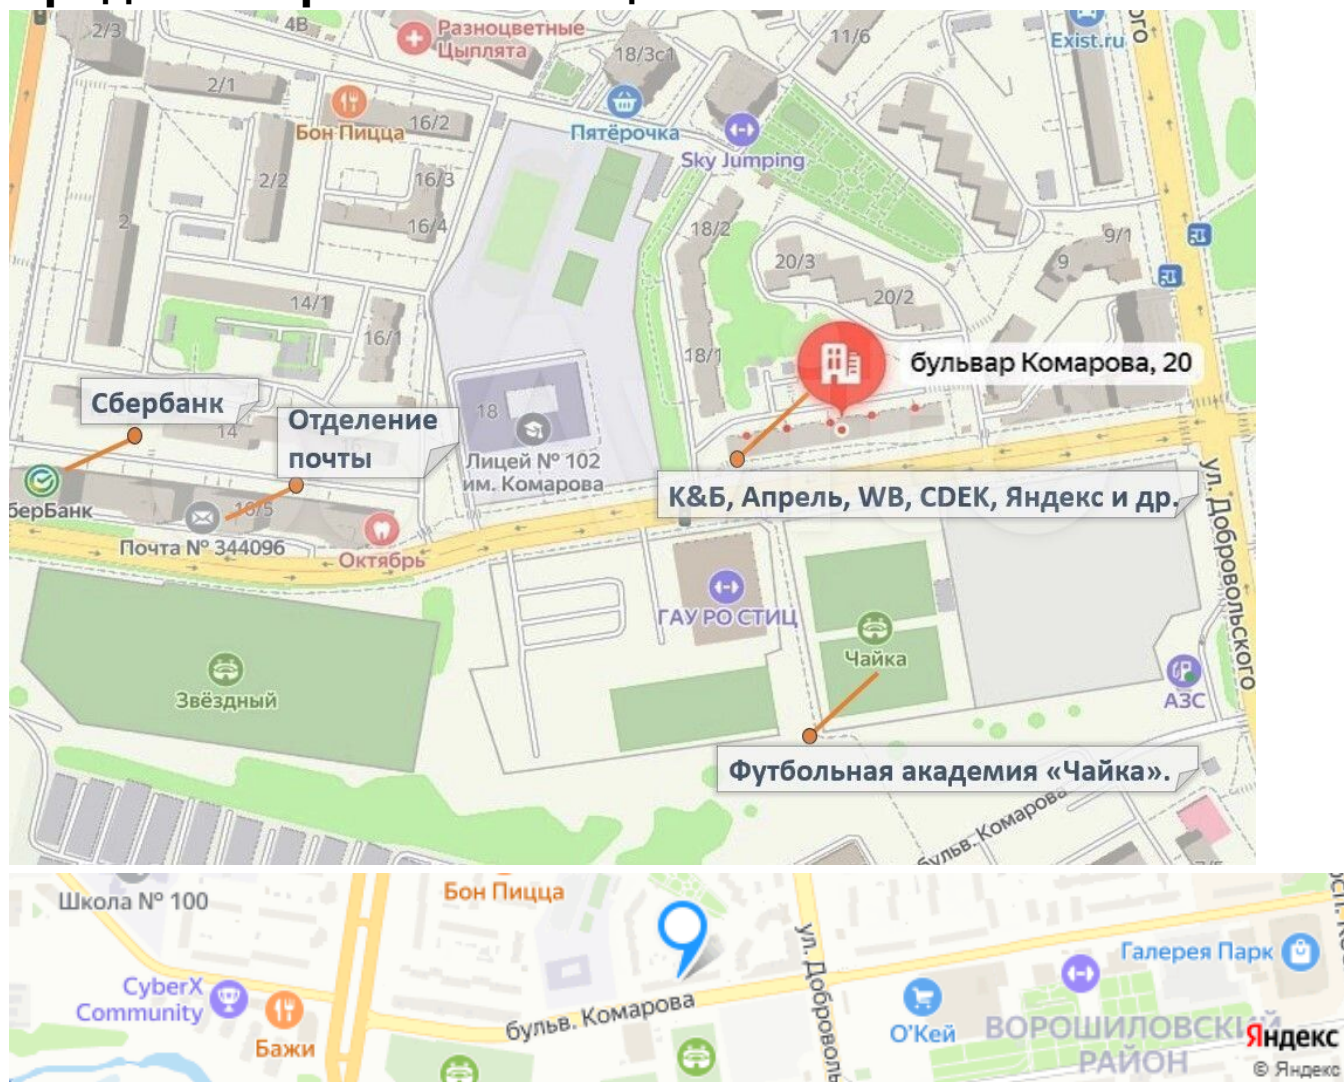 2/3
4В
Разноцветные
Цыплята
18/3с1
11/6
Exist.ru
2/1
Бон Пицца
16/2
Пятёрочка
Sky Jumping
2/2
16/3
2
16/4
18/2
9/1
20/3
9
20/2
14/1
16/1
18/1
бульвар Комарова, 20
Сбербанк
Отделение
почты
14
18
Лицей № 102
им. Комарова
К&Б, Апрель, WB, CDEK, Яндекс и др.
ул. Добровольского
берБанк
16/5
Почта № 344096
Октябрь
ГАУ РО СТИЦ
Чайка
Звёздный
АЗС
Футбольная академия «Чайка».
бульв. Комарова
Школа № 100
Бон Пицца
CyberX
Community
Бажи
бульв. Комарова
ул. Доброволь
Галерея Парк
О'Кей
ВОРОШИЛОВСКИЙ
РАЙОН
Яндекс
© Яндекс